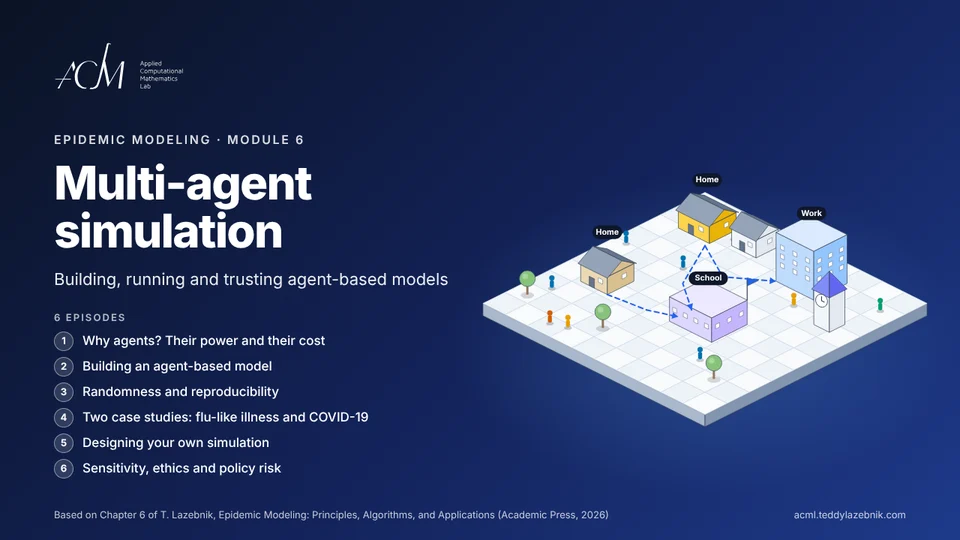 ACM
Applied
Computational
Mathematics
Lab
EPIDEMIC MODELING · MODULE 6
Multi-agent
simulation
Building, running and trusting agent-based models
6 EPISODES
1 Why agents? Their power and their cost
2 Building an agent-based model
3 Randomness and reproducibility
4 Two case studies: flu-like illness and COVID-19
5 Designing your own simulation
6 Sensitivity, ethics and policy risk
Home
Home
Work
School
Based on Chapter 6 of T. Lazebnik, Epidemic Modeling: Principles, Algorithms, and Applications (Academic Press, 2026)
acml.teddylazebnik.com